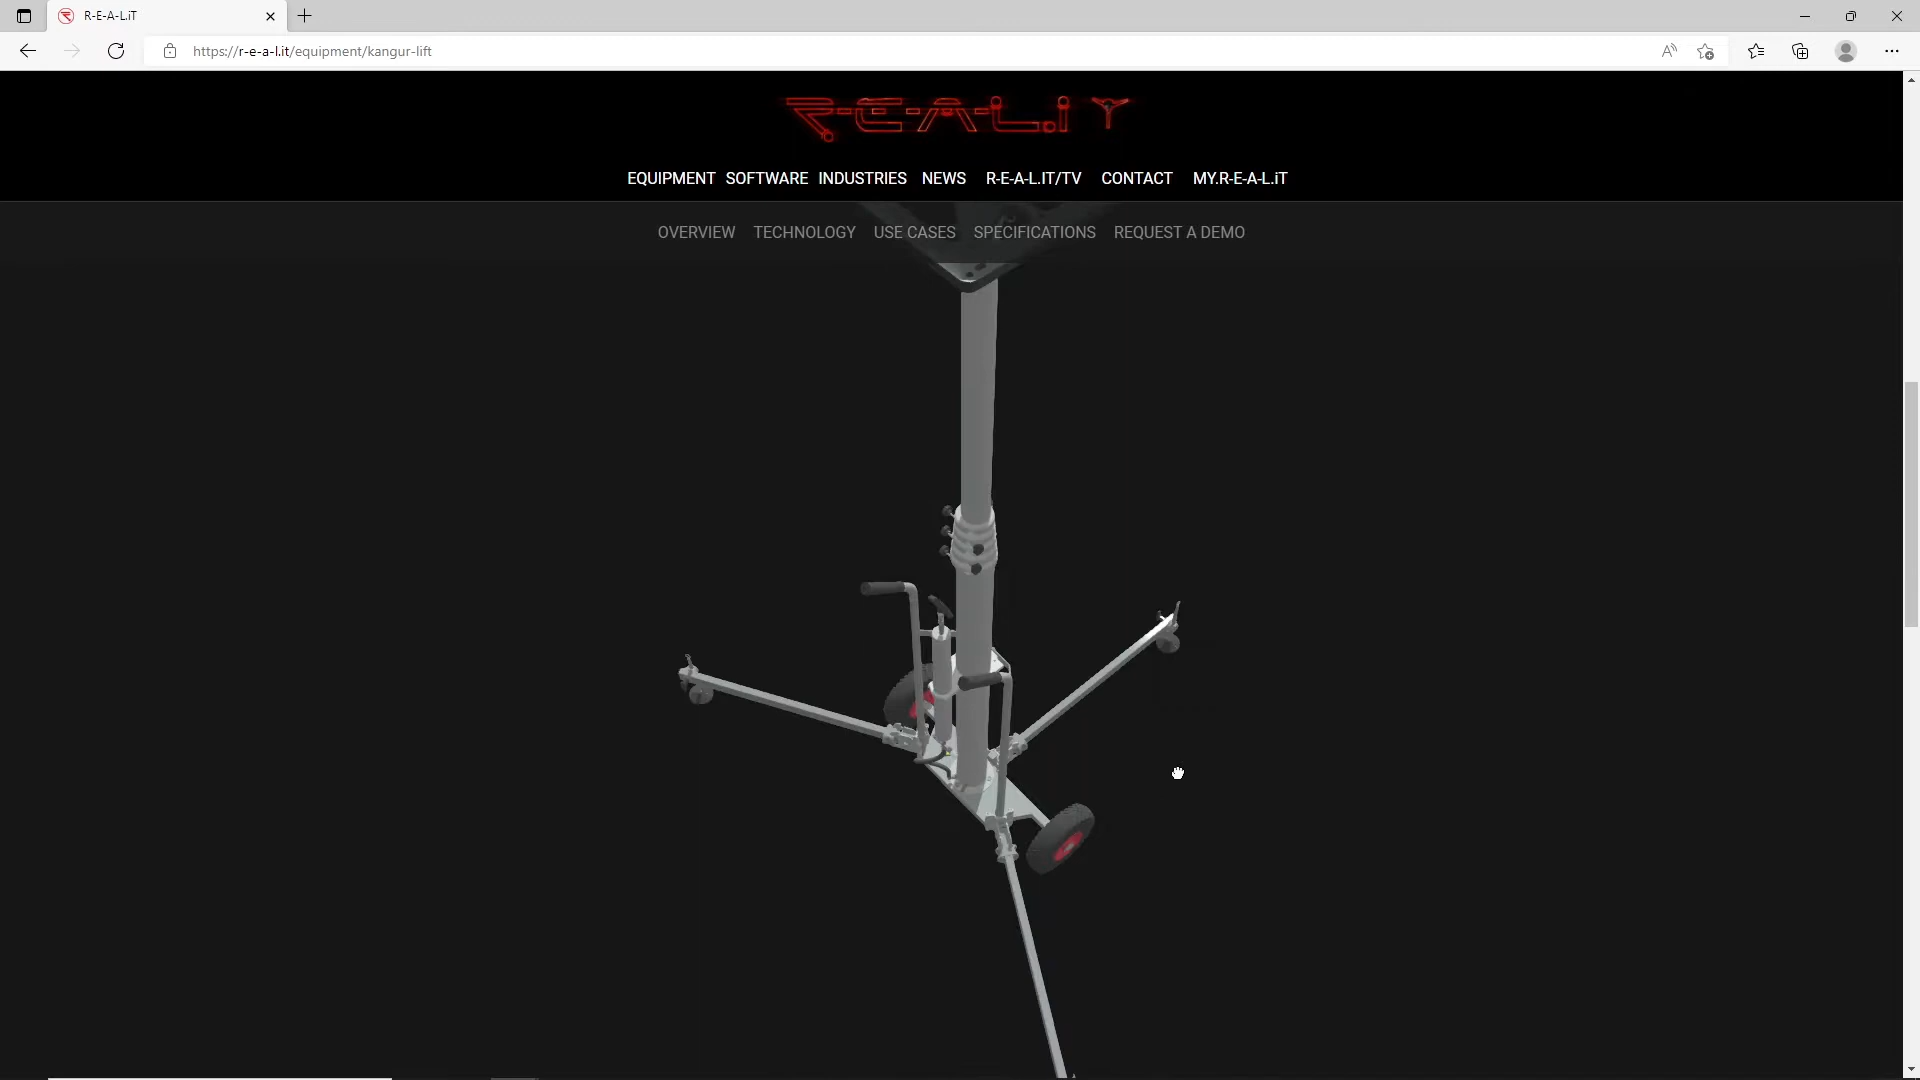 R-E-A-L.iT
https://r-e-a-l.it/equipment/kangur-lift
R-E-A-L.iT
EQUIPMENT SOFTWARE INDUSTRIES NEWS R-E-A-L.IT/TV CONTACT MY.R-E-A-L.iT
OVERVIEW TECHNOLOGY USE CASES SPECIFICATIONS REQUEST A DEMO